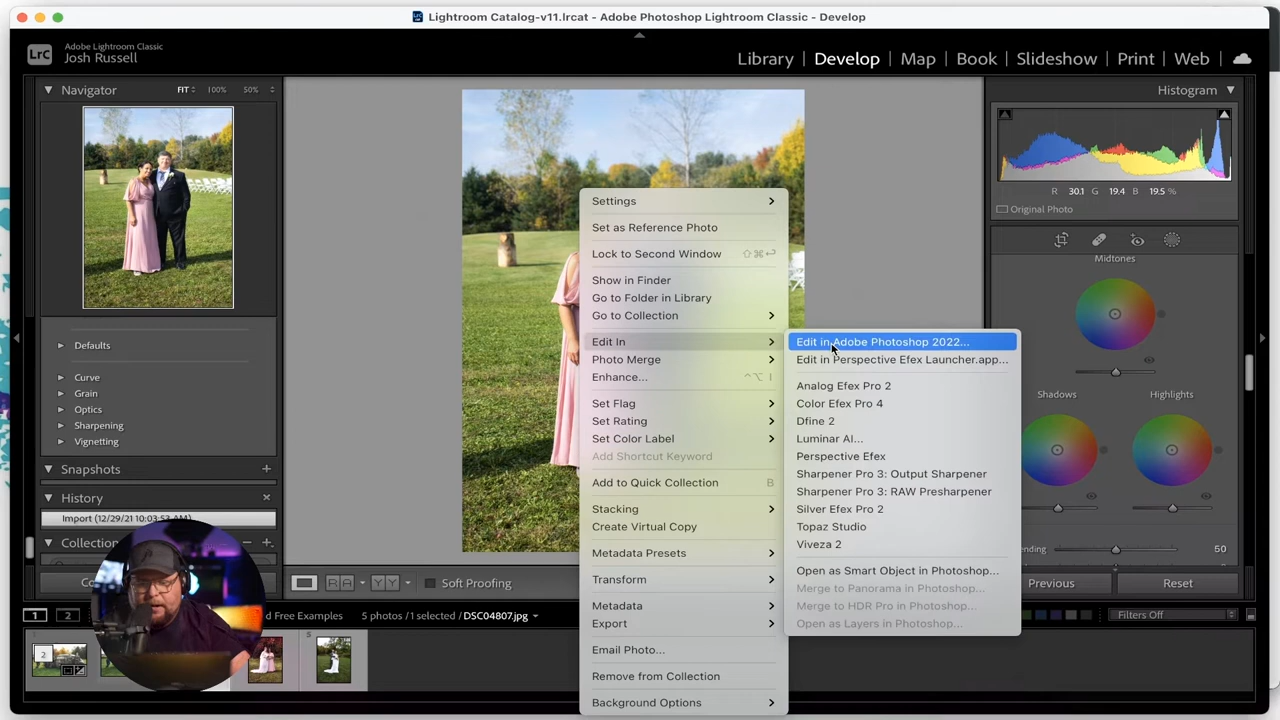 Lightroom Catalog-v11.lrcat - Adobe Photoshop Lightroom Classic - Develop
LrC
Adobe Lightroom Classic
Josh Russell
Library | Develop | Map | Book | Slideshow | Print | Web
Navigator
FIT
100%
50%
Histogram
R 30.1 G 19.4 B 19.5 %
Original Photo
Midtones
Shadows
Highlights
50
Previous
Reset
Defaults
Curve
Grain
Optics
Sharpening
Vignetting
Snapshots
History
Import (12/29/21 10:03:53 AM)
Settings
Set as Reference Photo
Lock to Second Window ⇧⌘↩
Show in Finder
Go to Folder in Library
Go to Collection
Edit In
Photo Merge
Enhance... ^⌥ I
Set Flag
Set Rating
Set Color Label
Add Shortcut Keyword
Add to Quick Collection B
Stacking
Create Virtual Copy
Metadata Presets
Transform
Metadata
Export
Email Photo...
Remove from Collection
Background Options
Edit in Adobe Photoshop 2022...
Edit in Perspective Efex Launcher.app...
Analog Efex Pro 2
Color Efex Pro 4
Dfine 2
Luminar AI...
Perspective Efex
Sharpener Pro 3: Output Sharpener
Sharpener Pro 3: RAW Presharpener
Silver Efex Pro 2
Topaz Studio
Viveza 2
Open as Smart Object in Photoshop...
Merge to Panorama in Photoshop...
Merge to HDR Pro in Photoshop...
Open as Layers in Photoshop...
R A
Y Y
Soft Proofing
1
2
Free Examples
5 photos / 1 selected / DSC04807.jpg
Filters Off
2
5